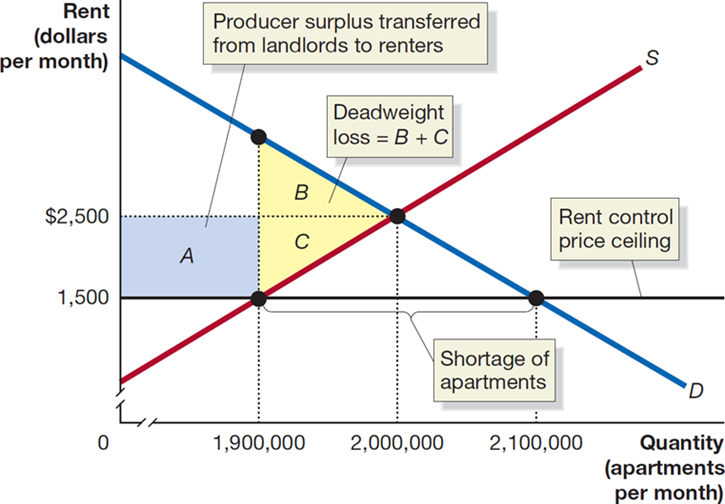 Rent
(dollars
per month)
Producer surplus transferred
from landlords to renters
S
Deadweight
loss = B + C
B
$2,500
Rent control
price ceiling
C
A
1,500
Shortage of
apartments
D
0
1,900,000
2,000,000
2,100,000
Quantity
(apartments
per month)